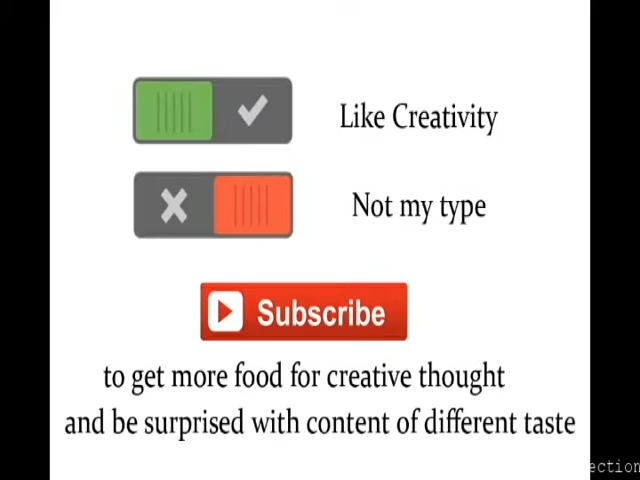 Like Creativity
Not my type
Subscribe
to get more food for creative thought
and be surprised with content of different taste